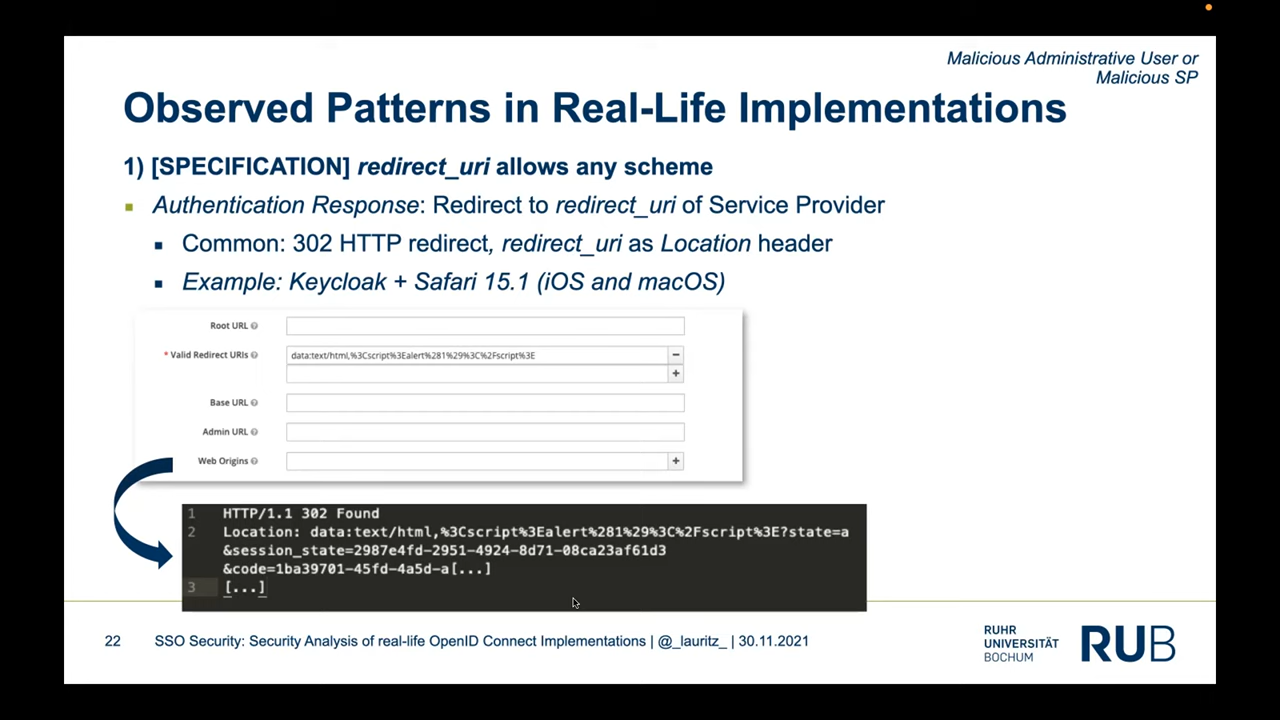 Malicious Administrative User or
Malicious SP
Observed Patterns in Real-Life Implementations
1) [SPECIFICATION] redirect_uri allows any scheme
Authentication Response: Redirect to redirect_uri of Service Provider
Common: 302 HTTP redirect, redirect_uri as Location header
Example: Keycloak + Safari 15.1 (iOS and macOS)
Root URL
* Valid Redirect URIs data:text/html,%3Cscript%3Ealert%281%29%3C%2Fscript%3E
Base URL
Admin URL
Web Origins
1 HTTP/1.1 302 Found
2 Location: data:text/html,%3Cscript%3Ealert%281%29%3C%2Fscript%3E?state=a
&session_state=2987e4fd-2951-4924-8d71-08ca23af61d3
&code=1ba39701-45fd-4a5d-a[...]
3 [...]
22 SSO Security: Security Analysis of real-life OpenID Connect Implementations | @_lauritz_ | 30.11.2021
RUHR
UNIVERSITÄT
BOCHUM
RUB